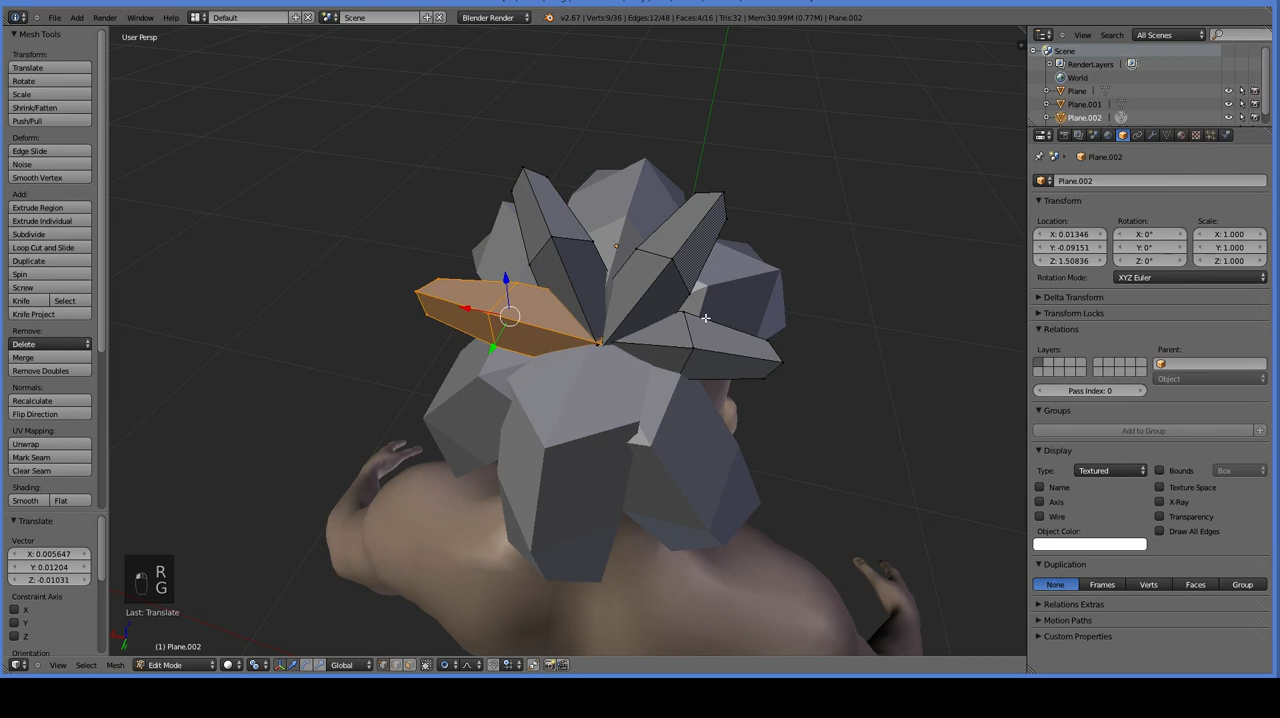 File Add Render Window Help Default Scene Blender Render v2.67 | Verts:9/36 | Edges:12/48 | Faces:4/16 | Tris:32 | Mem:30.99M (0.77M) | Plane.002
Mesh Tools
Transform:
Translate
Rotate
Scale
Shrink/Fatten
Push/Pull
Deform:
Edge Slide
Noise
Smooth Vertex
Add:
Extrude Region
Extrude Individual
Subdivide
Loop Cut and Slide
Duplicate
Spin
Screw
Knife Select
Knife Project
Remove:
Delete
Merge
Remove Doubles
Normals:
Recalculate
Flip Direction
UV Mapping:
Unwrap
Mark Seam
Clear Seam
Shading:
Smooth Flat
Translate
Vector
X: 0.005647
Y: 0.01204
Z: -0.01031
Constraint Axis
X
Y
Z
Orientation
User Persp
R
G
Last: Translate
(1) Plane.002
View Select Mesh Edit Mode Global
View Search All Scenes
Scene
RenderLayers
World
Plane
Plane.001
Plane.002
Plane.002
Plane.002
Transform
Location: Rotation: Scale:
X: 0.01346 X: 0° X: 1.000
Y: -0.09151 Y: 0° Y: 1.000
Z: 1.50836 Z: 0° Z: 1.000
Rotation Mode: XYZ Euler
Delta Transform
Transform Locks
Relations
Layers: Parent:
Object
Pass Index: 0
Groups
Add to Group
Display
Type: Textured Bounds Box
Name Texture Space
Axis X-Ray
Wire Transparency
Object Color: Draw All Edges
Duplication
None Frames Verts Faces Group
Relations Extras
Motion Paths
Custom Properties